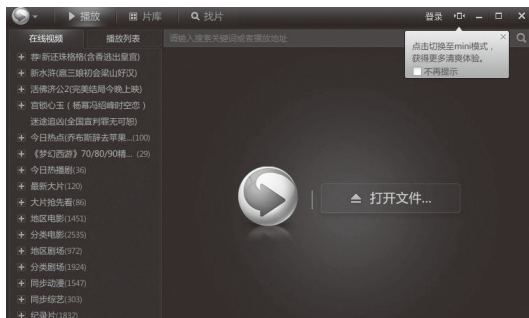 播放 片库 找片 登录
在线视频 播放列表 请输入搜索关键词或者播放地址
点击切换至mini模式，
获得更多清爽体验。
不再提示
荐:新还珠格格(含香逃出皇宫)
新水浒(扈三娘初会梁山好汉)
活佛济公2(完美结局今晚上映)
宫锁心玉（杨幂冯绍峰时空恋）
迷途追凶(全国宣判罪无可恕)
今日热点(乔布斯辞去苹果...(100)
《梦幻西游》70/80/90精... (29)
今日热播剧(36)
最新大片(120)
大片抢先看(86)
地区电影(1451)
分类电影(2535)
地区剧场(972)
分类剧场(1924)
同步动漫(1547)
同步综艺(303)
纪录片(1832)
打开文件...